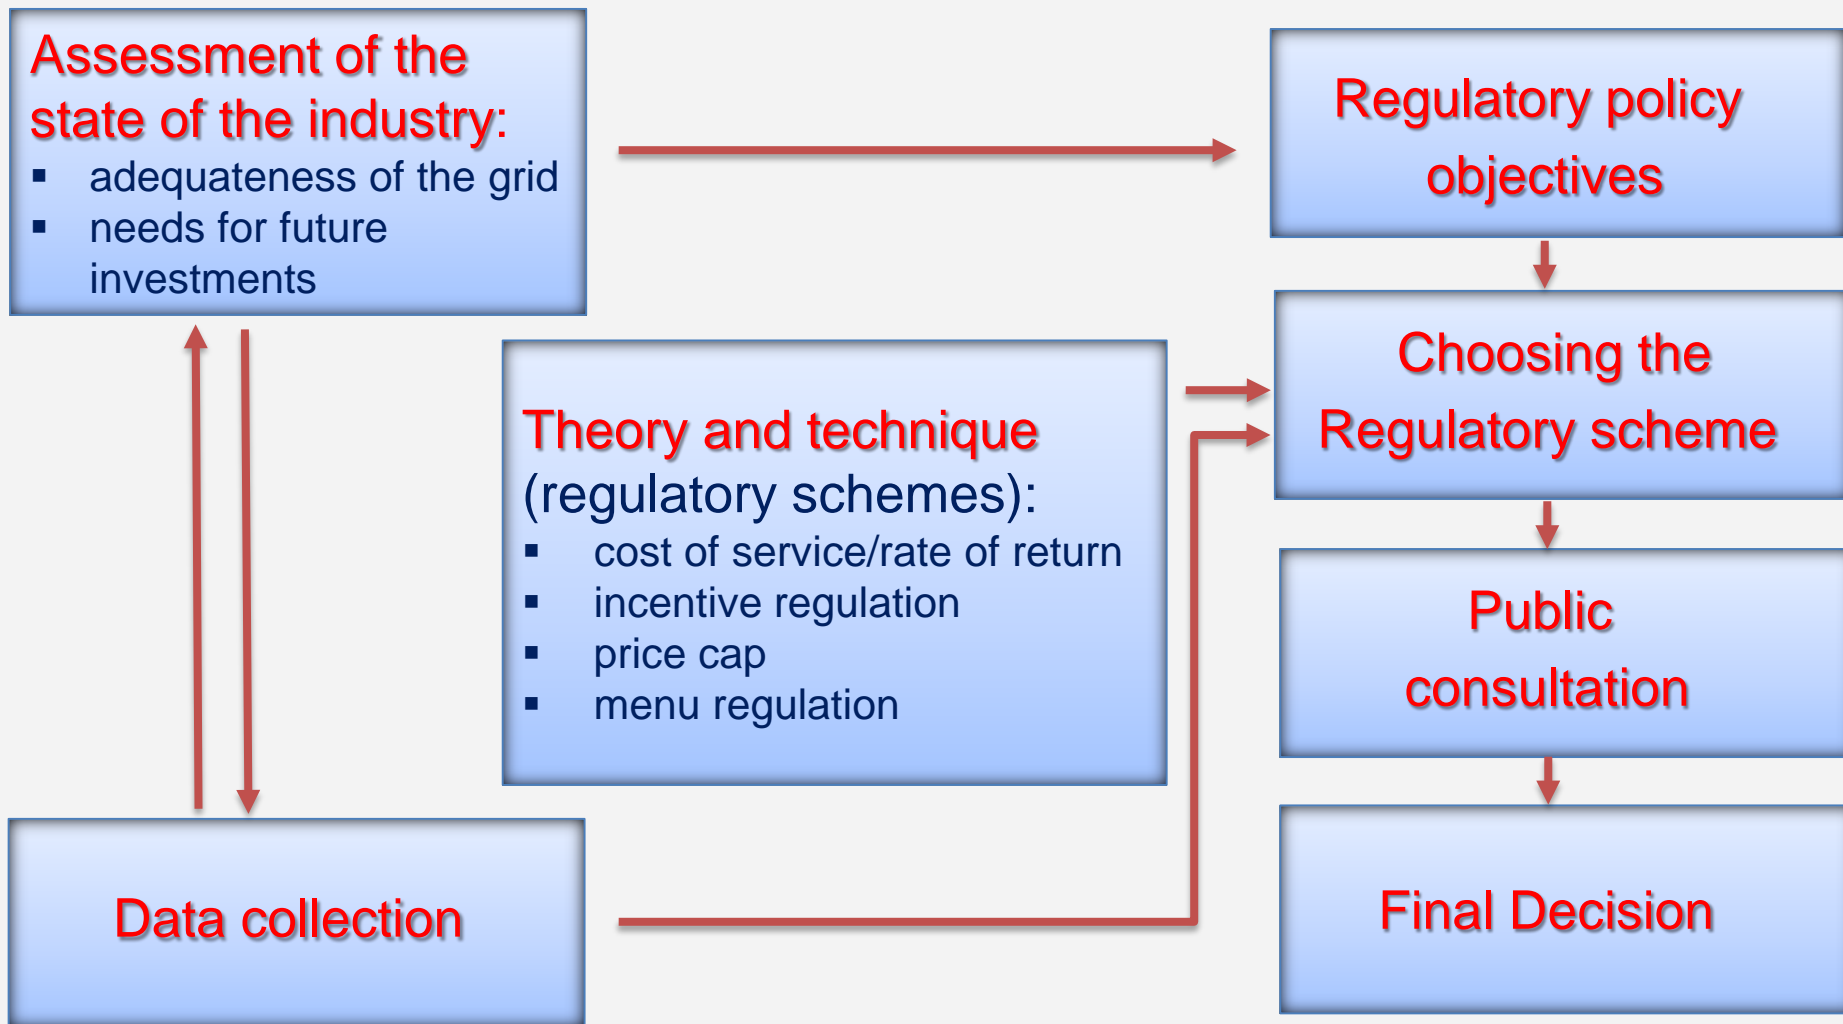 Assessment of the
state of the industry:
▪ adequateness of the grid
▪ needs for future
investments
Regulatory policy
objectives
Theory and technique
(regulatory schemes):
▪ cost of service/rate of return
▪ incentive regulation
▪ price cap
▪ menu regulation
Choosing the
Regulatory scheme
Public
consultation
Data collection
Final Decision